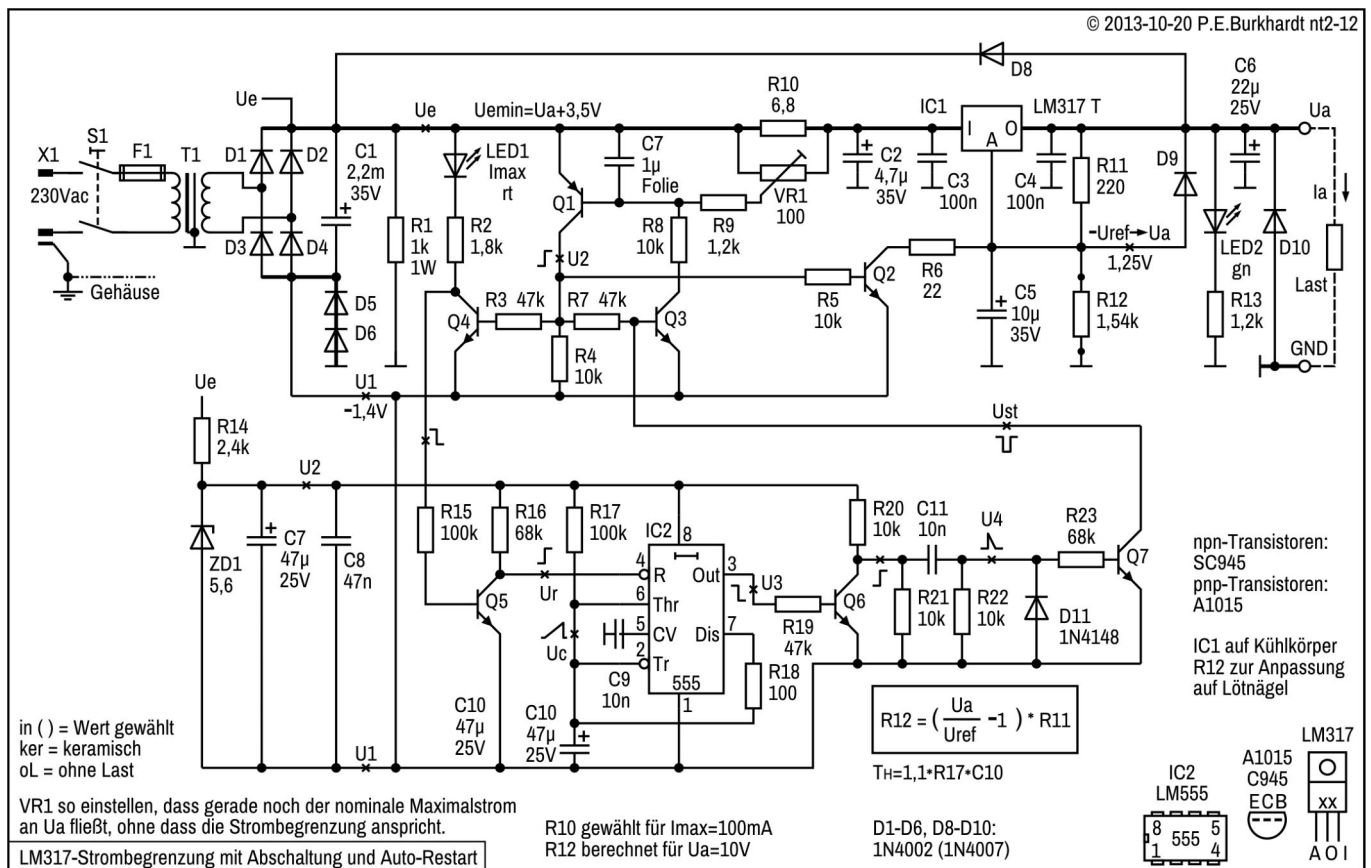 © 2013-10-20 P.E.Burkhardt nt2-12
Ue
S1
X1
F1
T1
230Vac
Gehäuse
D1
D2
D3
D4
C1
2,2m
35V
D5
D6
U1
-1,4V
R1
1k
1W
Ue
Uemin=Ua+3,5V
LED1
Imax
rt
R2
1,8k
Q1
C7
1µ
Folie
R8
10k
R9
1,2k
R10
6,8
VR1
100
C2
4,7µ
35V
IC1
LM317 T
I
O
A
C3
100n
C4
100n
D8
R11
220
D9
C6
22µ
25V
Ua
Ia
Last
D10
LED2
gn
R13
1,2k
GND
-Uref→Ua
1,25V
R12
1,54k
C5
10µ
35V
R6
22
Q2
R5
10k
U2
R3 47k
R7 47k
Q4
Q3
R4
10k
Ust
Ue
R14
2,4k
U2
ZD1
5,6
C7
47µ
25V
C8
47n
U1
R15
100k
R16
68k
R17
100k
Q5
Ur
Uc
C9
10n
C10
47µ
25V
C10
47µ
25V
IC2
8
4
R
Out
3
6
Thr
5
CV
Dis
7
2
Tr
555
1
U3
R18
100
R19
47k
Q6
R20
10k
C11
10n
U4
R21
10k
R22
10k
D11
1N4148
R23
68k
Q7
npn-Transistoren:
SC945
pnp-Transistoren:
A1015
IC1 auf Kühlkörper
R12 zur Anpassung
auf Lötnägel
R12 = ( Ua / Uref -1 ) * R11
TH=1,1*R17*C10
in ( ) = Wert gewählt
ker = keramisch
oL = ohne Last
VR1 so einstellen, dass gerade noch der nominale Maximalstrom
an Ua fließt, ohne dass die Strombegrenzung anspricht.
LM317-Strombegrenzung mit Abschaltung und Auto-Restart
R10 gewählt für Imax=100mA
R12 berechnet für Ua=10V
D1-D6, D8-D10:
1N4002 (1N4007)
IC2
LM555
8 5
555
1 4
A1015
C945
ECB
LM317
xx
A O I